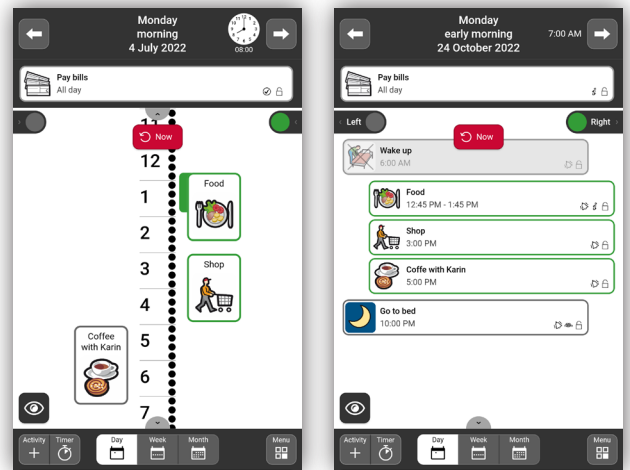 Monday
morning
4 July 2022
08:00
Pay bills
All day
11
Now
12
1
2
3
4
5
6
7
Food
Shop
Coffee
with Karin
Activity
Timer
Day
Week
Month
Menu
Monday
early morning
24 October 2022
7:00 AM
Pay bills
All day
Left
Right
Now
Wake up
6:00 AM
Food
12:45 PM - 1:45 PM
Shop
3:00 PM
Coffe with Karin
5:00 PM
Go to bed
10:00 PM
Activity
Timer
Day
Week
Month
Menu